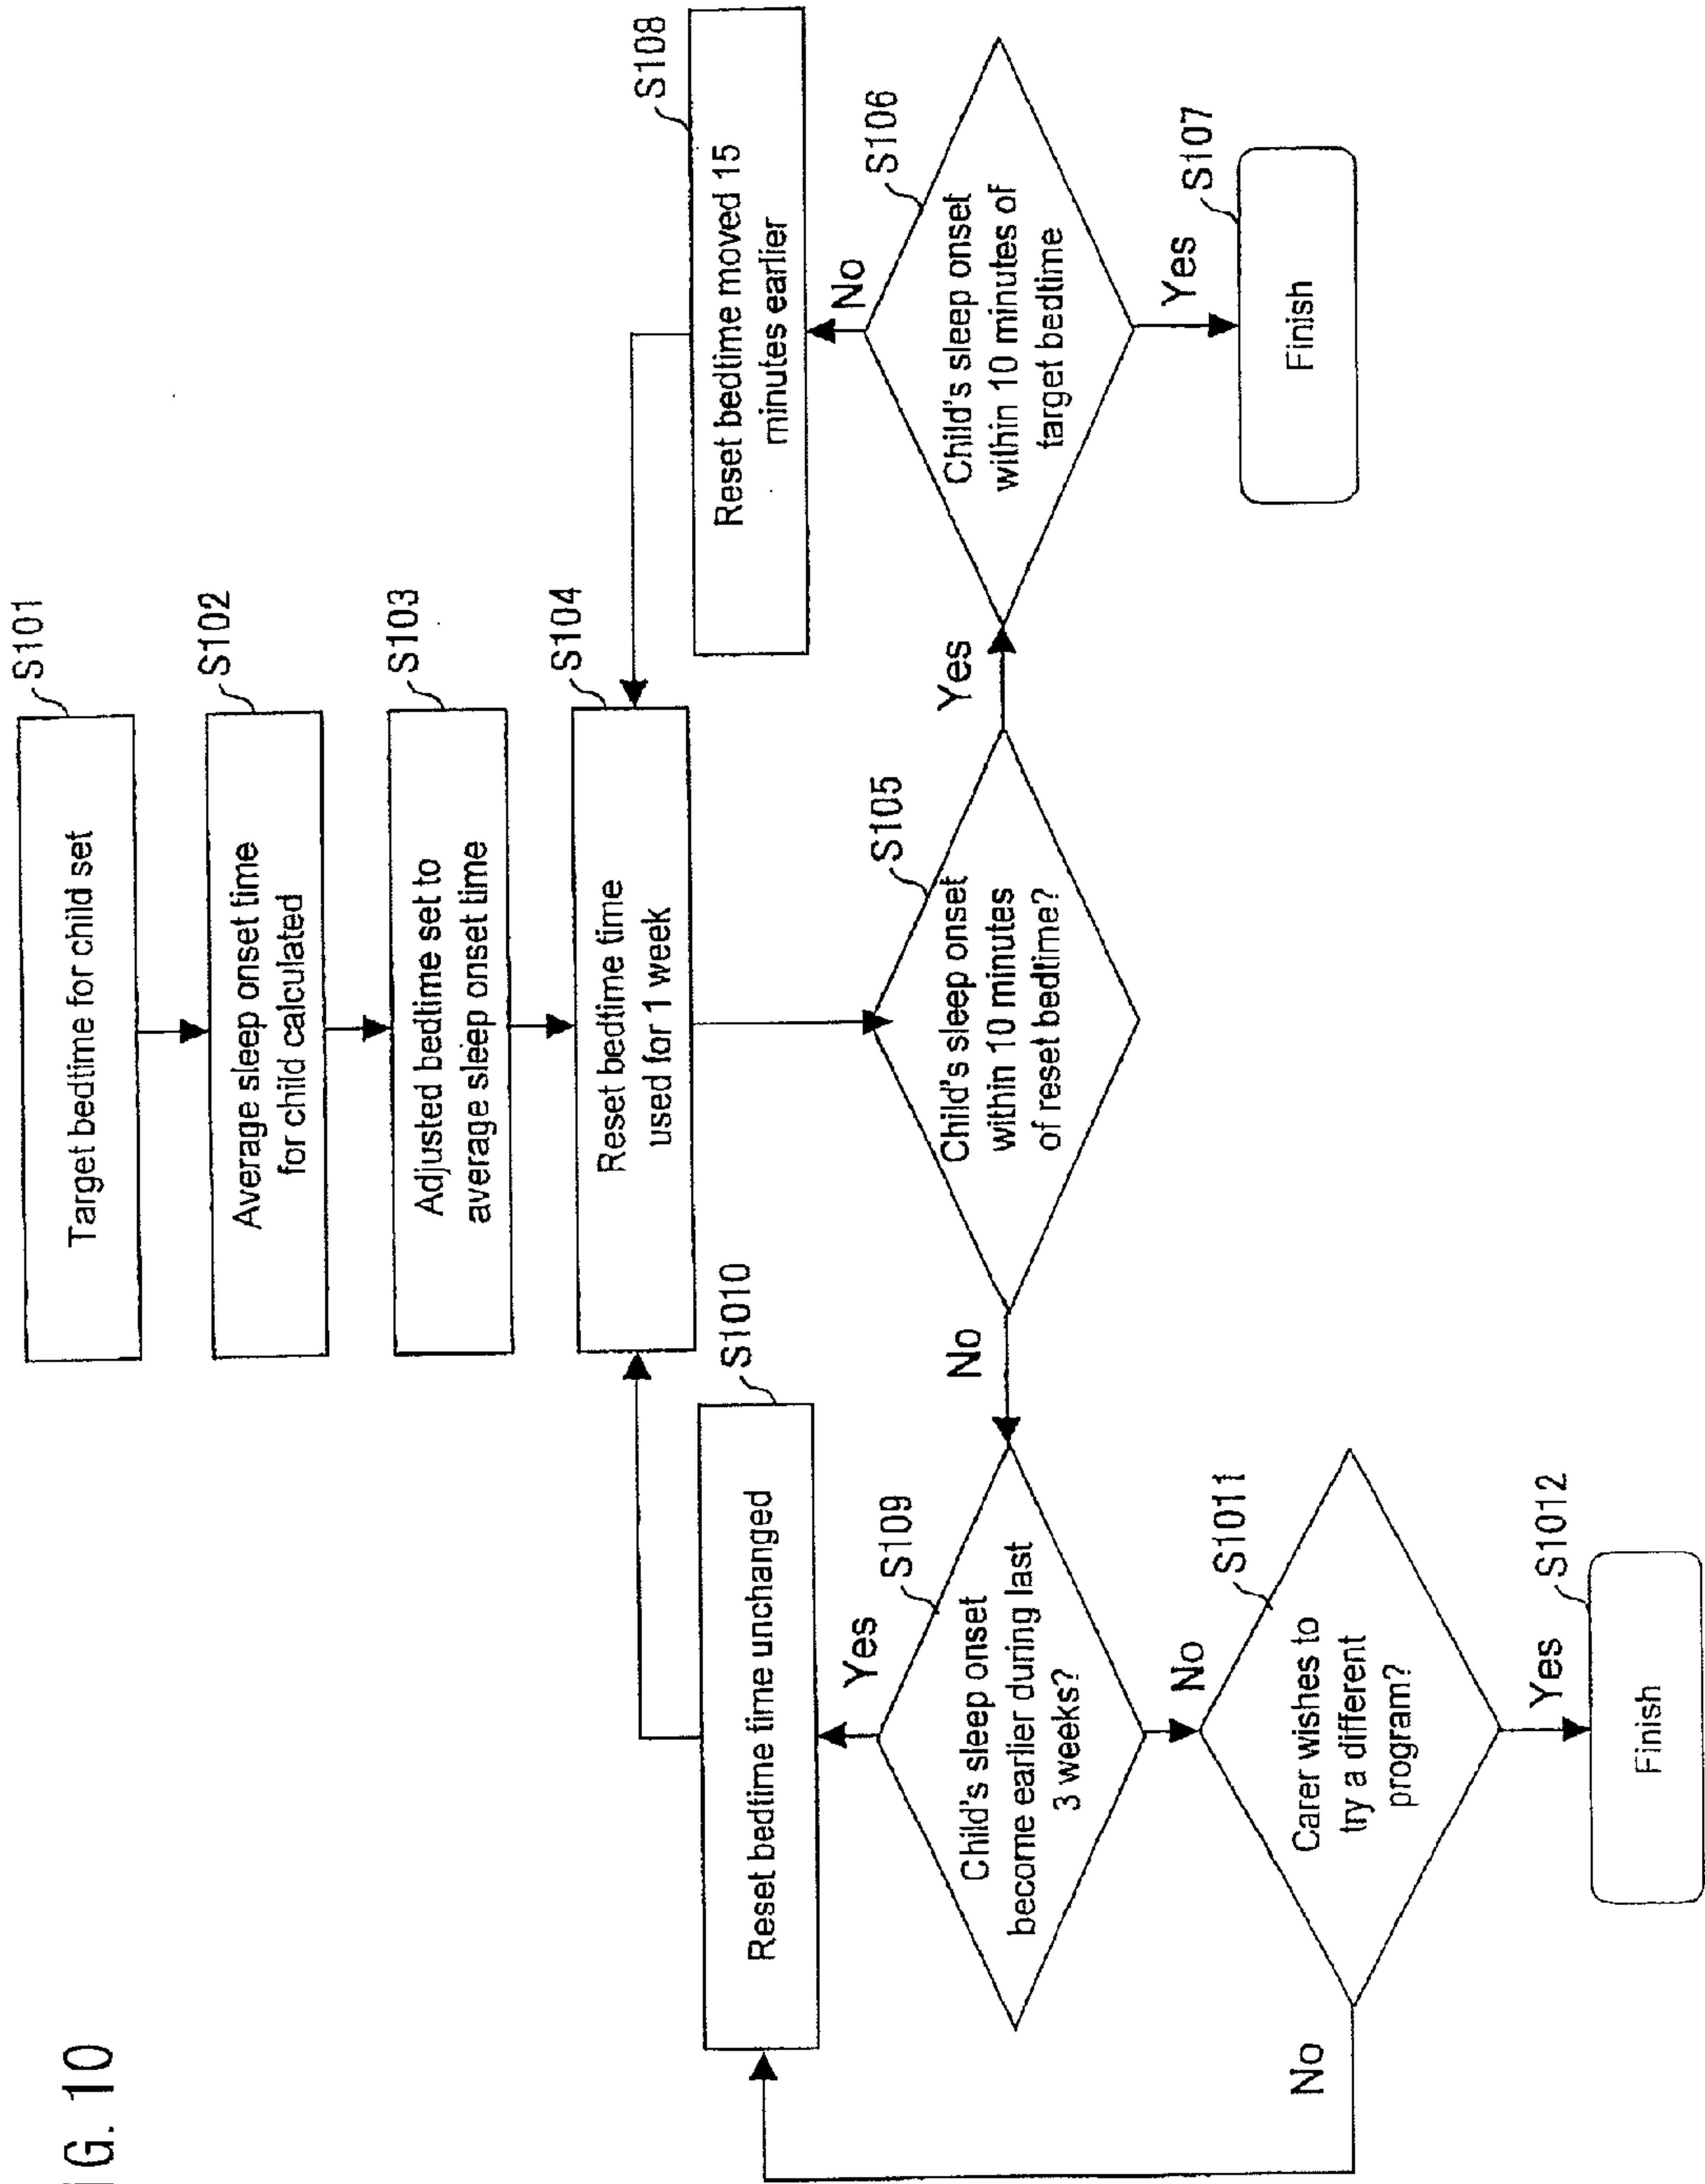 G. 10
S101
Target bedtime for child set
S102
Average sleep onset time
for child calculated
S103
Adjusted bedtime set to
average sleep onset time
S104
Reset bedtime time
used for 1 week
S105
Child's sleep onset
within 10 minutes
of reset bedtime?
Yes
No
S106
Child's sleep onset
within 10 minutes of
target bedtime
No
Yes
S107
Finish
S108
Reset bedtime moved 15
minutes earlier
S109
Child's sleep onset
become earlier during last
3 weeks?
Yes
No
S1010
Reset bedtime time unchanged
S1011
Carer wishes to
try a different
program?
No
Yes
S1012
Finish